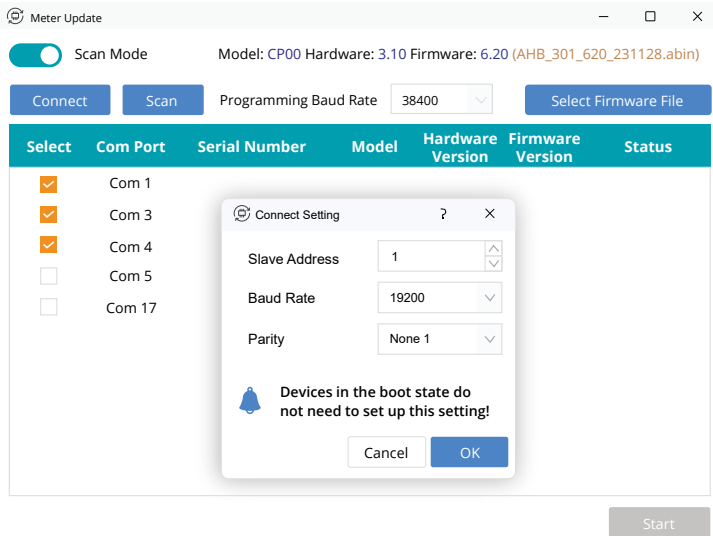 Meter Update
Scan Mode
Model: CP00 Hardware: 3.10 Firmware: 6.20 (AHB_301_620_231128.abin)
Connect
Scan
Programming Baud Rate
38400
Select Firmware File
Select
Com Port
Serial Number
Model
Hardware Version
Firmware Version
Status
Com 1
Com 3
Com 4
Com 5
Com 17
Connect Setting
?
Slave Address
1
Baud Rate
19200
Parity
None 1
Devices in the boot state do
not need to set up this setting!
Cancel
OK
Start